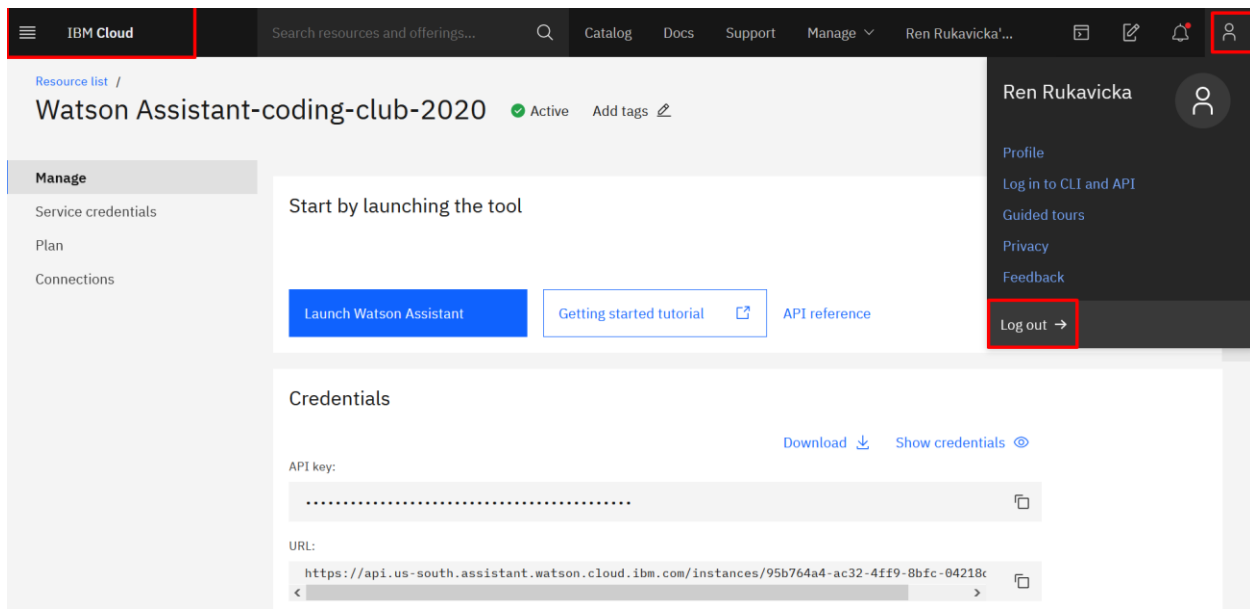 IBM Cloud
Search resources and offerings...
Catalog
Docs
Support
Manage
Ren Rukavicka'...
Resource list /
Watson Assistant-coding-club-2020
Active
Add tags
Ren Rukavicka
Profile
Log in to CLI and API
Guided tours
Privacy
Feedback
Log out →
Manage
Service credentials
Plan
Connections
Start by launching the tool
Launch Watson Assistant
Getting started tutorial
API reference
Credentials
Download
Show credentials
API key:
............................................
URL:
https://api.us-south.assistant.watson.cloud.ibm.com/instances/95b764a4-ac32-4ff9-8bfc-04218